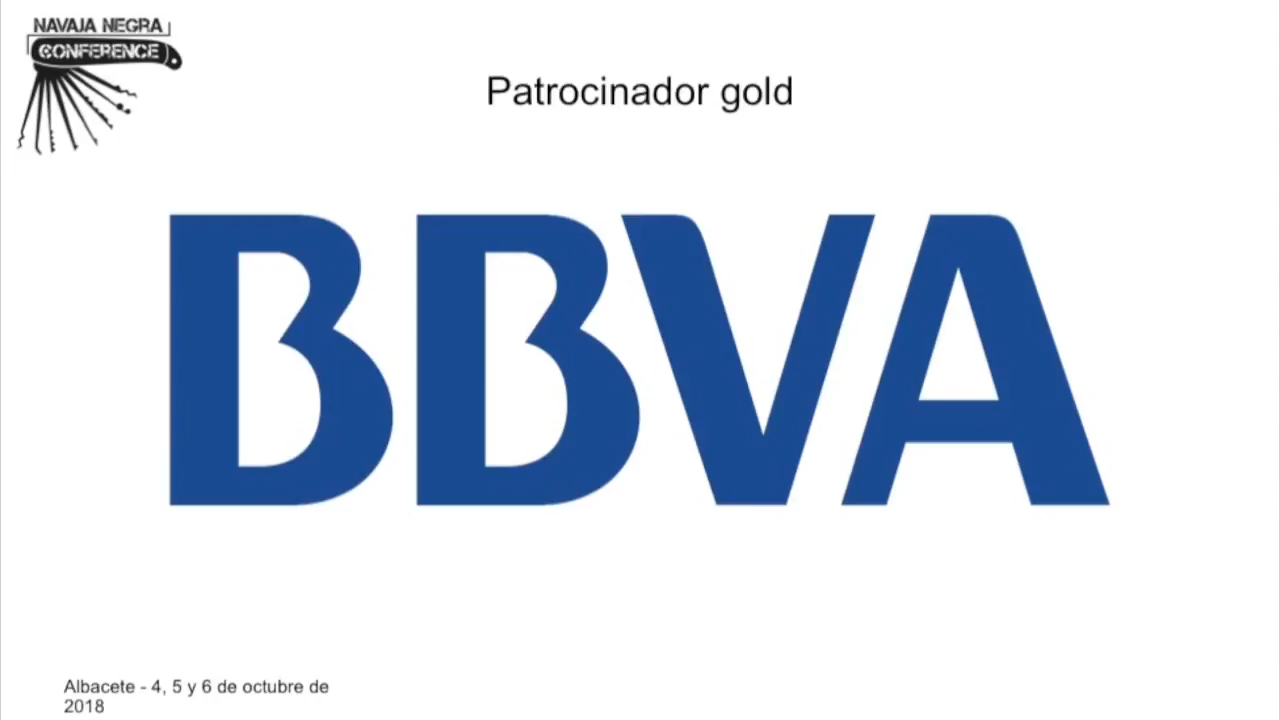 NAVAJA NEGRA
CONFERENCE
Patrocinador gold
BBVA
Albacete - 4, 5 y 6 de octubre de
2018